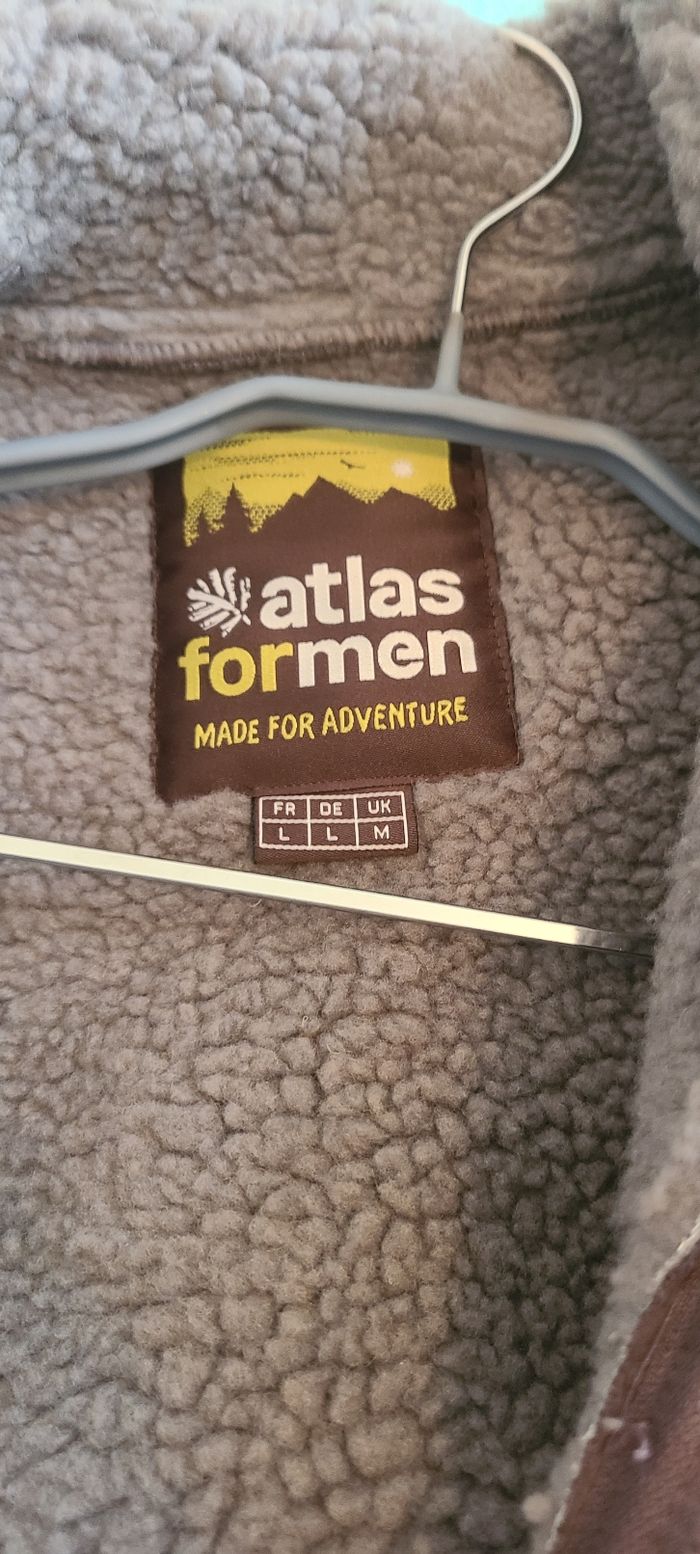 atlas
formen
MADE FOR ADVENTURE
FR DE UK
L L M